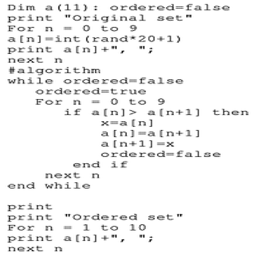 Dim: a(11): ordered=false
print "Original set"
For n = 0 to 9
a[n]=int(rand*20+1)
print a[n]+", ";
next n
#algorithm
while ordered=false
ordered=true
For n = 0 to 9
if a[n]> a[n+1] then
x=a[n]
a[n]=a[n+1]
a[n+1]=x
ordered=false
end if
next n
end while
print
print "Ordered set"
For n = 1 to 10
print a[n]+", ";
next n